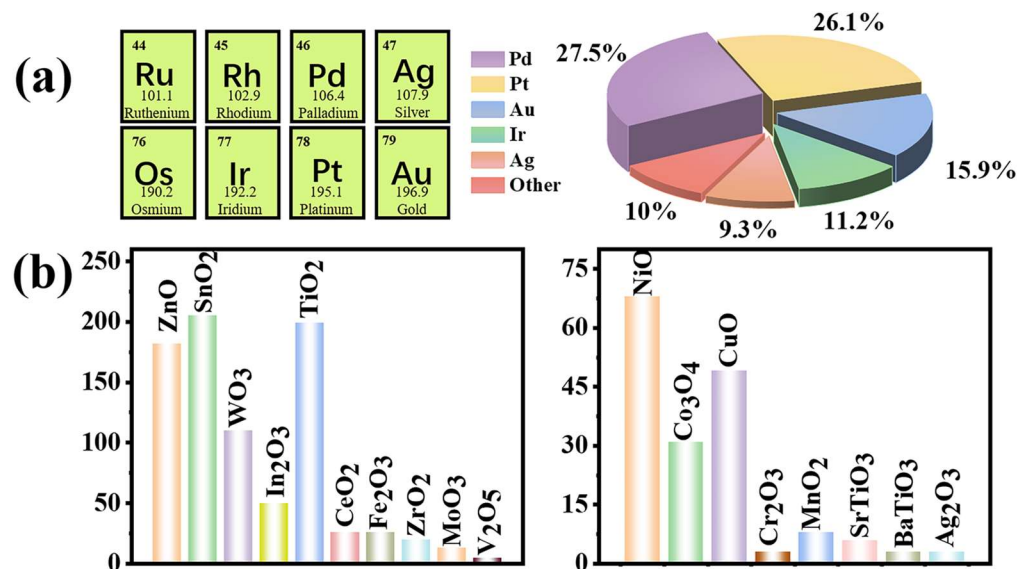 (a)
44
Ru
101.1
Ruthenium
45
Rh
102.9
Rhodium
46
Pd
106.4
Palladium
47
Ag
107.9
Silver
76
Os
190.2
Osmium
77
Ir
192.2
Iridium
78
Pt
195.1
Platinum
79
Au
196.9
Gold
Pd
Pt
Au
Ir
Ag
Other
27.5%
26.1%
15.9%
11.2%
9.3%
10%
(b)
250
200
150
100
50
0
ZnO
SnO2
WO3
In2O3
TiO2
CeO2
Fe2O3
ZrO2
MoO3
V2O5
75
60
45
30
15
0
NiO
Co3O4
CuO
Cr2O3
MnO2
SrTiO3
BaTiO3
Ag2O3